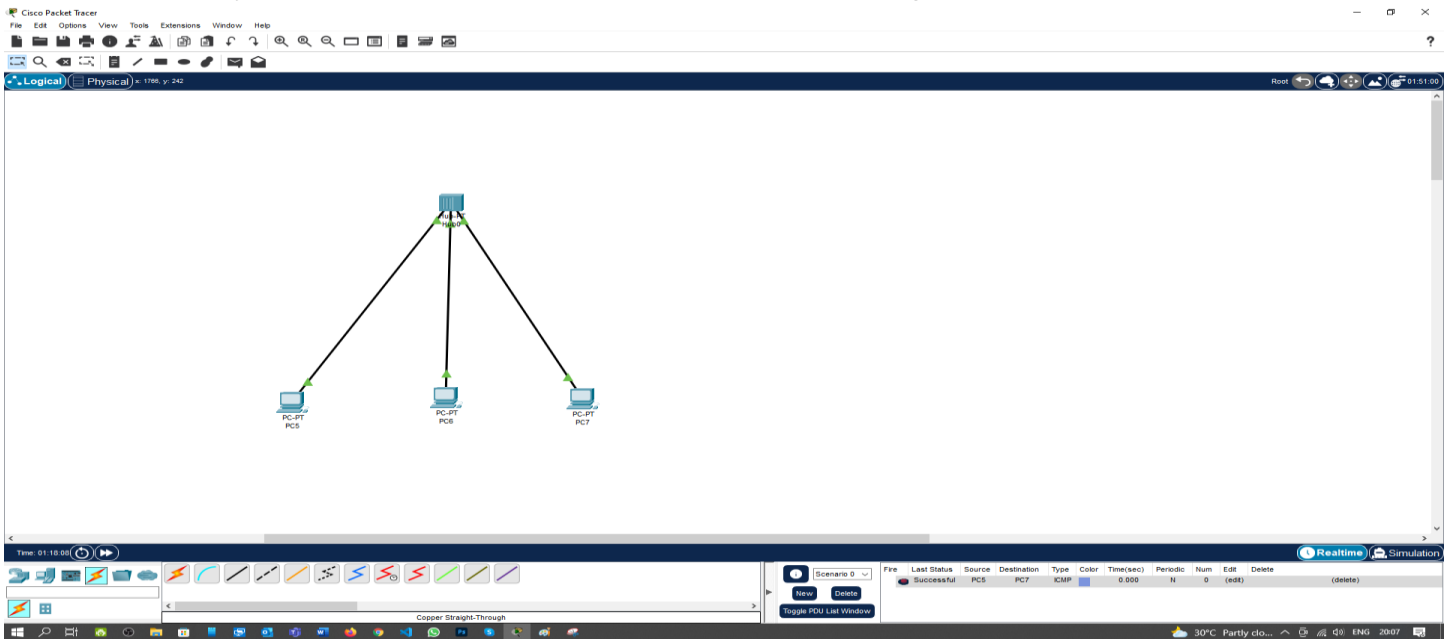 Cisco Packet Tracer
File Edit Options View Tools Extensions Window Help
?
Logical Physical x: 1766, y: 242
Root 01:51:00
Hub-PT
Hub0
PC-PT
PC5
PC-PT
PC6
PC-PT
PC7
Time: 01:18:08
Realtime Simulation
Scenario 0
New Delete
Toggle PDU List Window
Fire Last Status Source Destination Type Color Time(sec) Periodic Num Edit Delete
Successful PC5 PC7 ICMP 0.000 N 0 (edit) (delete)
Copper Straight-Through
30°C Partly clo... ENG 20:07